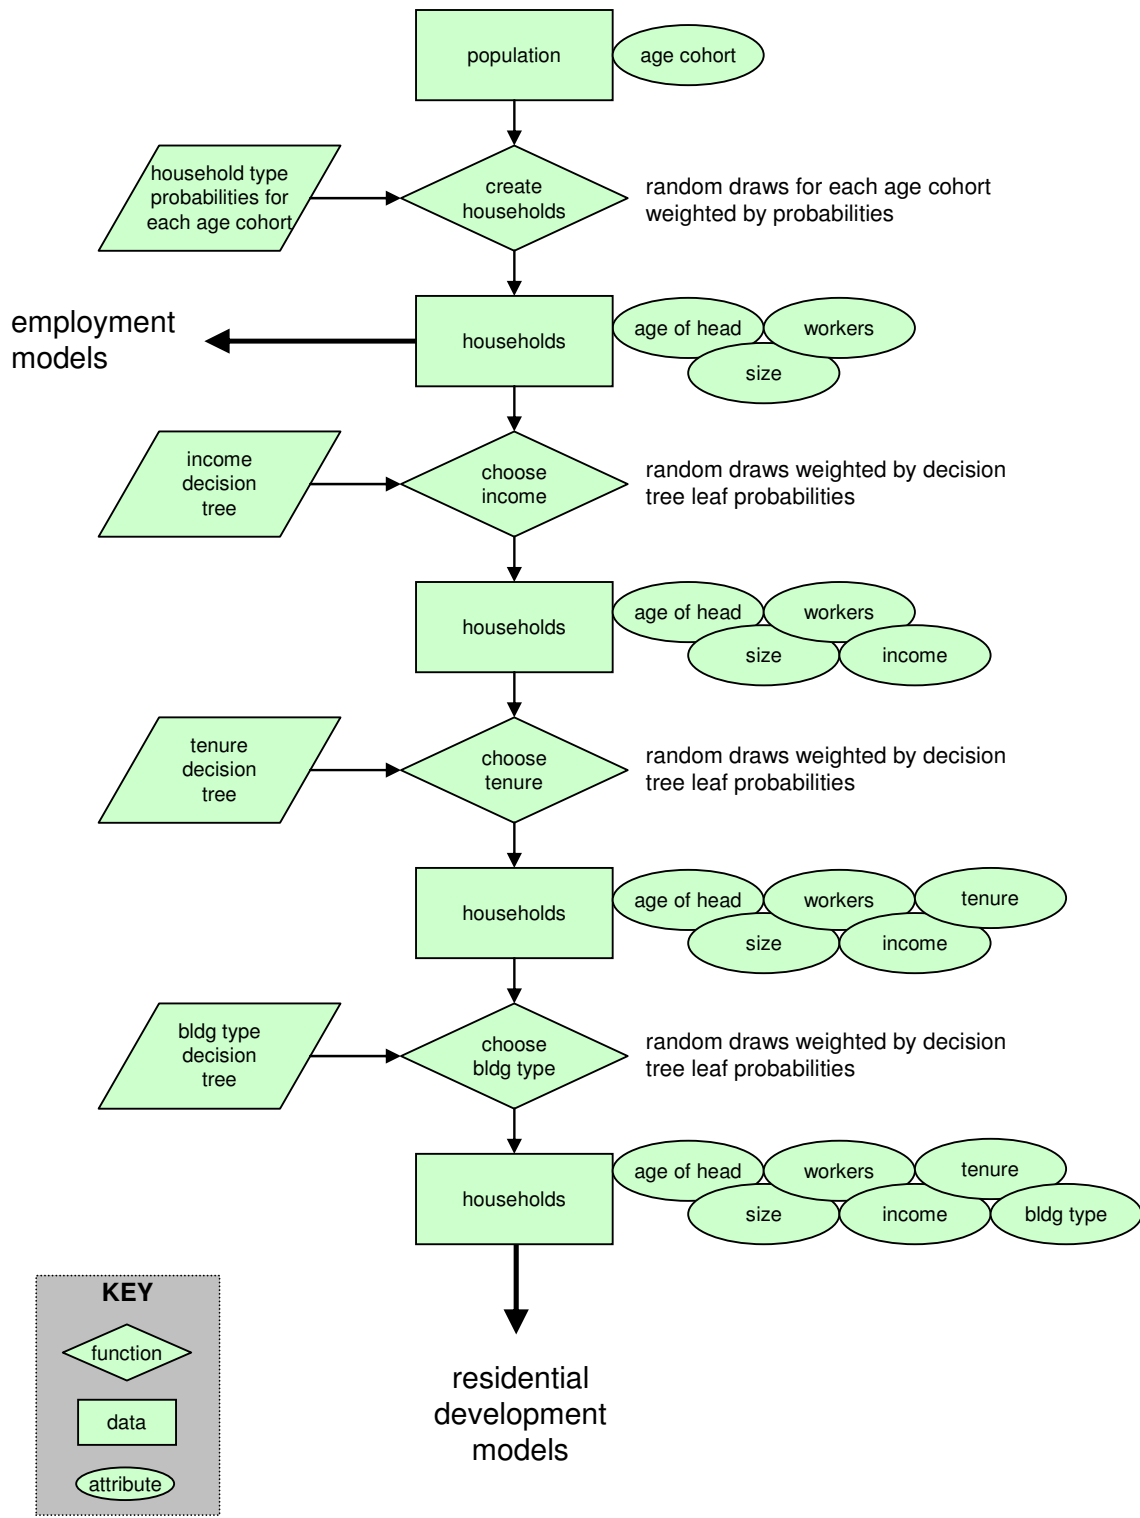 population
age cohort
household type
probabilities for
each age cohort
create
households
random draws for each age cohort
weighted by probabilities
employment
models
households
age of head
workers
size
income
decision
tree
choose
income
random draws weighted by decision
tree leaf probabilities
households
age of head
workers
size
income
tenure
decision
tree
choose
tenure
random draws weighted by decision
tree leaf probabilities
households
age of head
workers
tenure
size
income
bldg type
decision
tree
choose
bldg type
random draws weighted by decision
tree leaf probabilities
households
age of head
workers
tenure
size
income
bldg type
KEY
function
data
attribute
residential
development
models